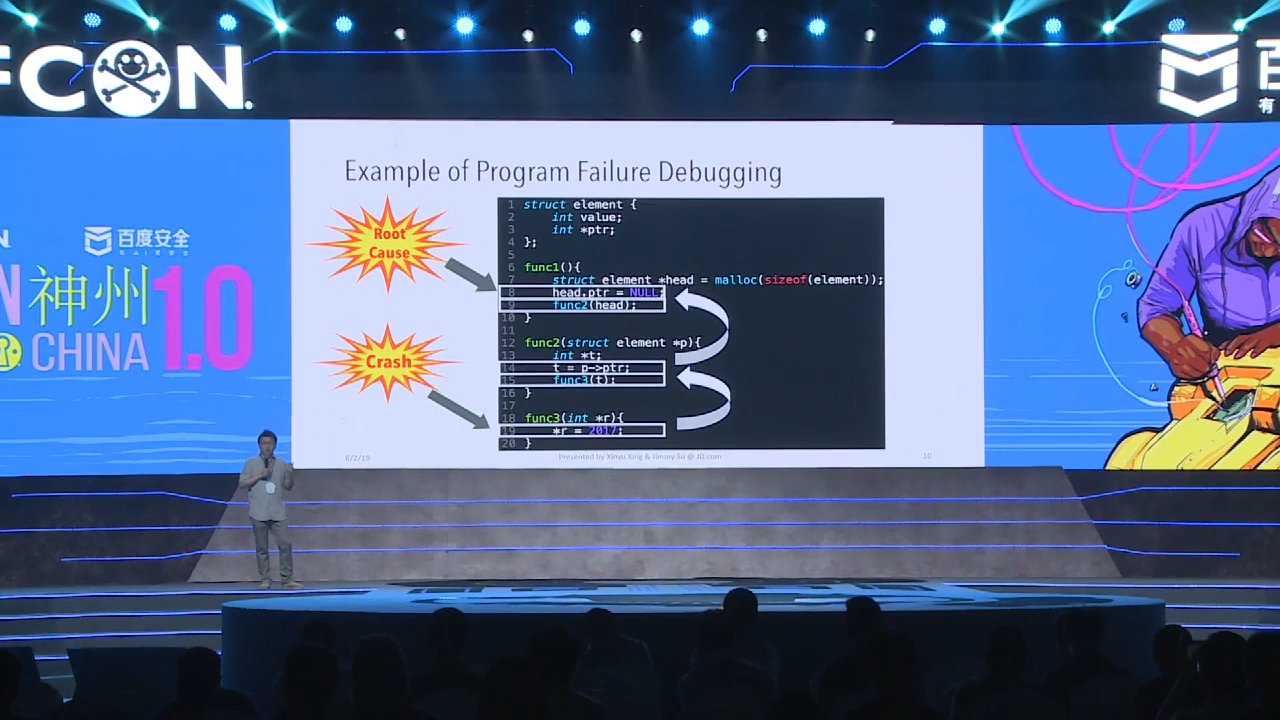 FCON.
百
有
N
百度安全
N
神州
1.0
CHINA
Example of Program Failure Debugging
Root
Cause
Crash
1 struct element {
2 int value;
3 int *ptr;
4 };
5
6 func1(){
7 struct element *head = malloc(sizeof(element));
8 head.ptr = NULL;
9 func2(head);
10 }
11
12 func2(struct element *p){
13 int *t;
14 t = p->ptr;
15 func3(t);
16 }
17
18 func3(int *r){
19 *r = 2017;
20 }
6/2/19
Presented by Xinyu Xing & Jimmy Su @ JD.com
10